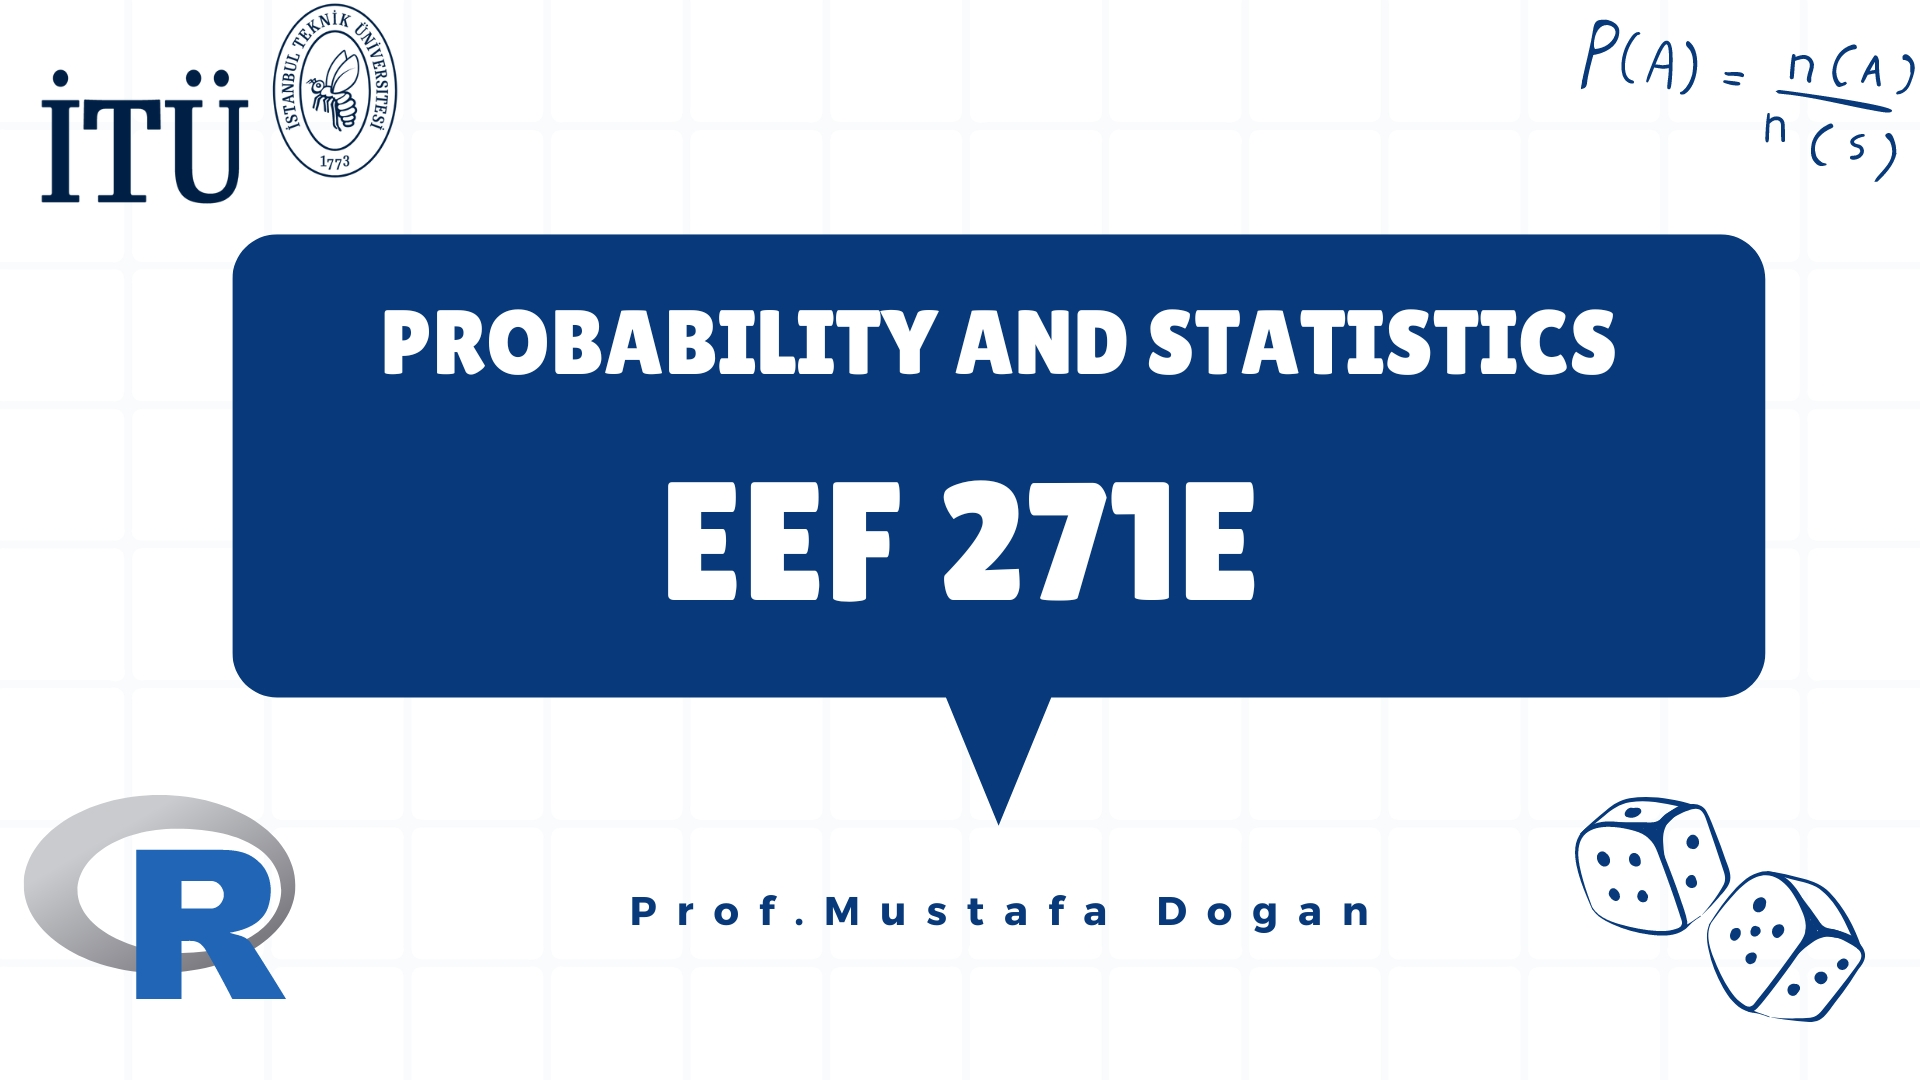 İTÜ
İSTANBUL TEKNİK ÜNİVERSİTESİ
1773
P(A) = n(A)
n(S)
PROBABILITY AND STATISTICS
EEF 271E
R
Prof.Mustafa Dogan